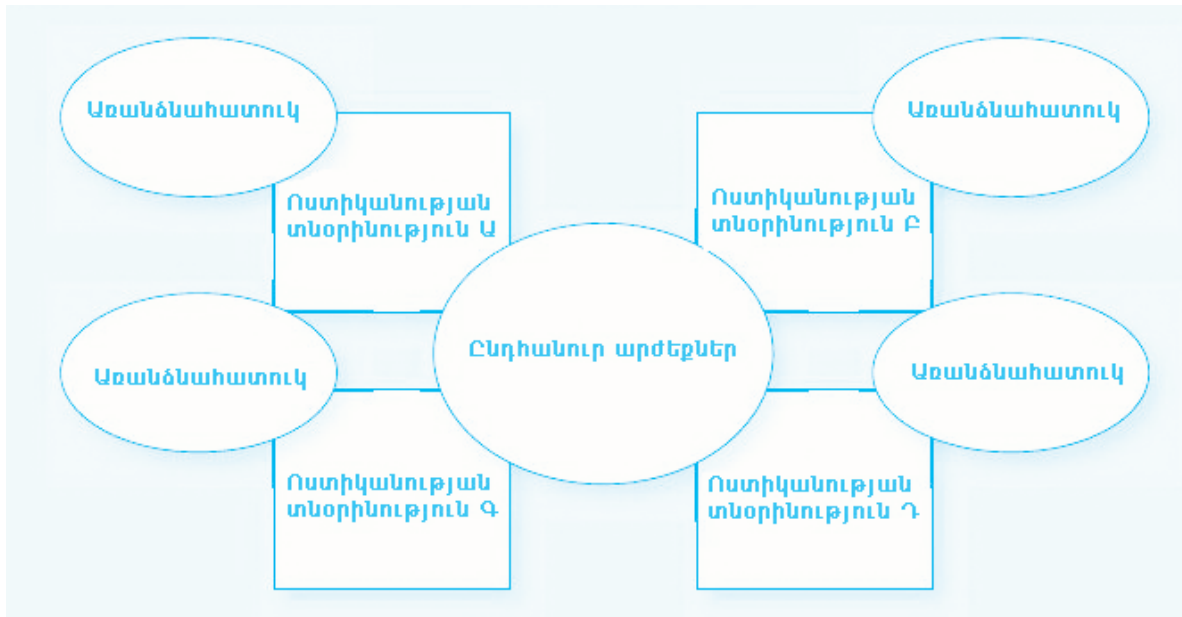 Առանձնահատուկ
Առանձնահատուկ
Ոստիկանության
տնօրինություն Ա
Ոստիկանության
տնօրինություն Բ
Ընդհանուր արժեքներ
Առանձնահատուկ
Առանձնահատուկ
Ոստիկանության
տնօրինություն Գ
Ոստիկանության
տնօրինություն Դ